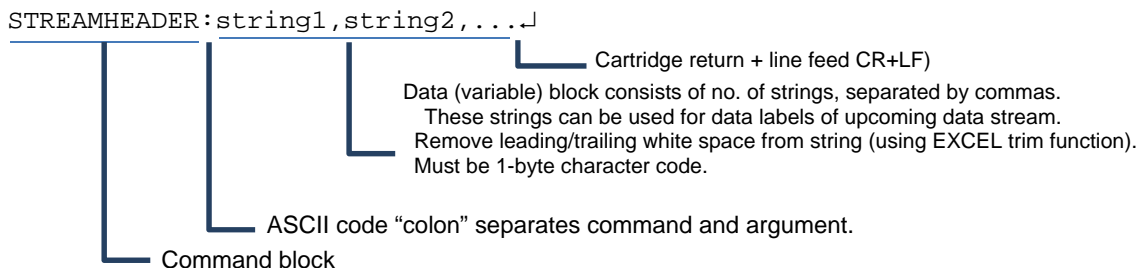 STREAMHEADER:string1,string2,...↵
Cartridge return + line feed CR+LF)
Data (variable) block consists of no. of strings, separated by commas.
These strings can be used for data labels of upcoming data stream.
Remove leading/trailing white space from string (using EXCEL trim function).
Must be 1-byte character code.
ASCII code “colon” separates command and argument.
Command block